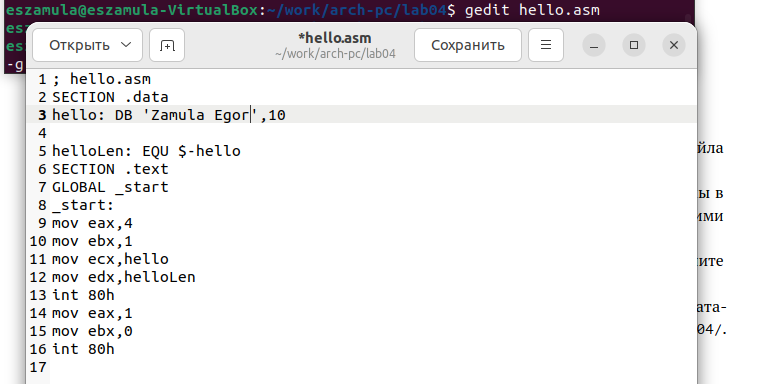 eszamula@eszamula-VirtualBox:~/work/arch-pc/lab04$ gedit hello.asm
es
es
-g
Открыть
*hello.asm
~/work/arch-pc/lab04
Сохранить
1 ; hello.asm
2 SECTION .data
3 hello: DB 'Zamula Egor',10
4
5 helloLen: EQU $-hello
6 SECTION .text
7 GLOBAL _start
8 _start:
9 mov eax,4
10 mov ebx,1
11 mov ecx,hello
12 mov edx,helloLen
13 int 80h
14 mov eax,1
15 mov ebx,0
16 int 80h
17
йла
ы в
ими
ите
ата-
04/.